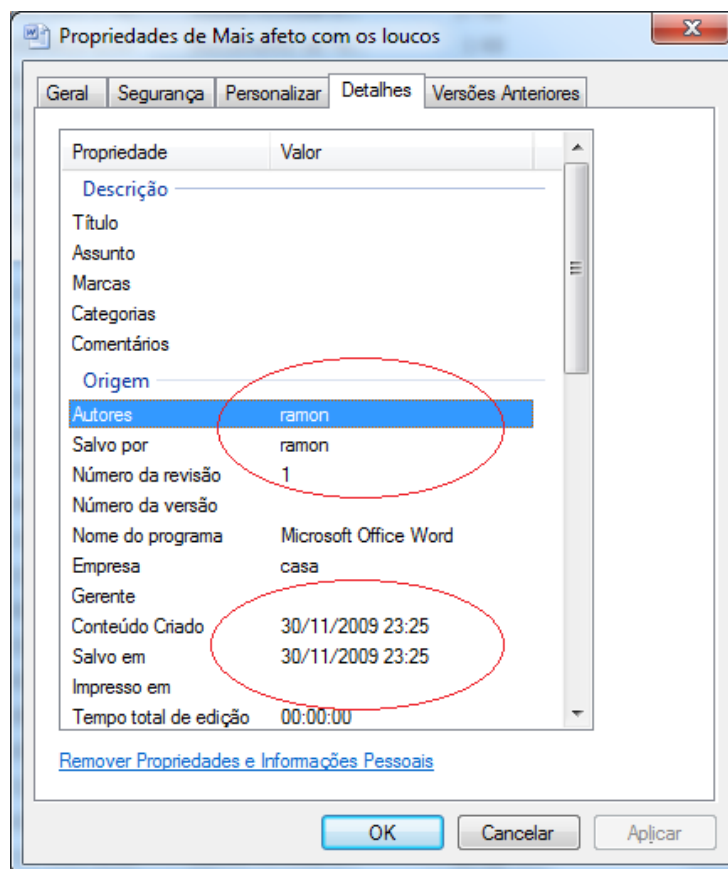 Propriedades de Mais afeto com os loucos
Geral Segurança Personalizar Detalhes Versões Anteriores
Propriedade Valor
Descrição
Título
Assunto
Marcas
Categorias
Comentários
Origem
Autores ramon
Salvo por ramon
Número da revisão 1
Número da versão
Nome do programa Microsoft Office Word
Empresa casa
Gerente
Conteúdo Criado 30/11/2009 23:25
Salvo em 30/11/2009 23:25
Impresso em
Tempo total de edição 00:00:00
Remover Propriedades e Informações Pessoais
OK Cancelar Aplicar